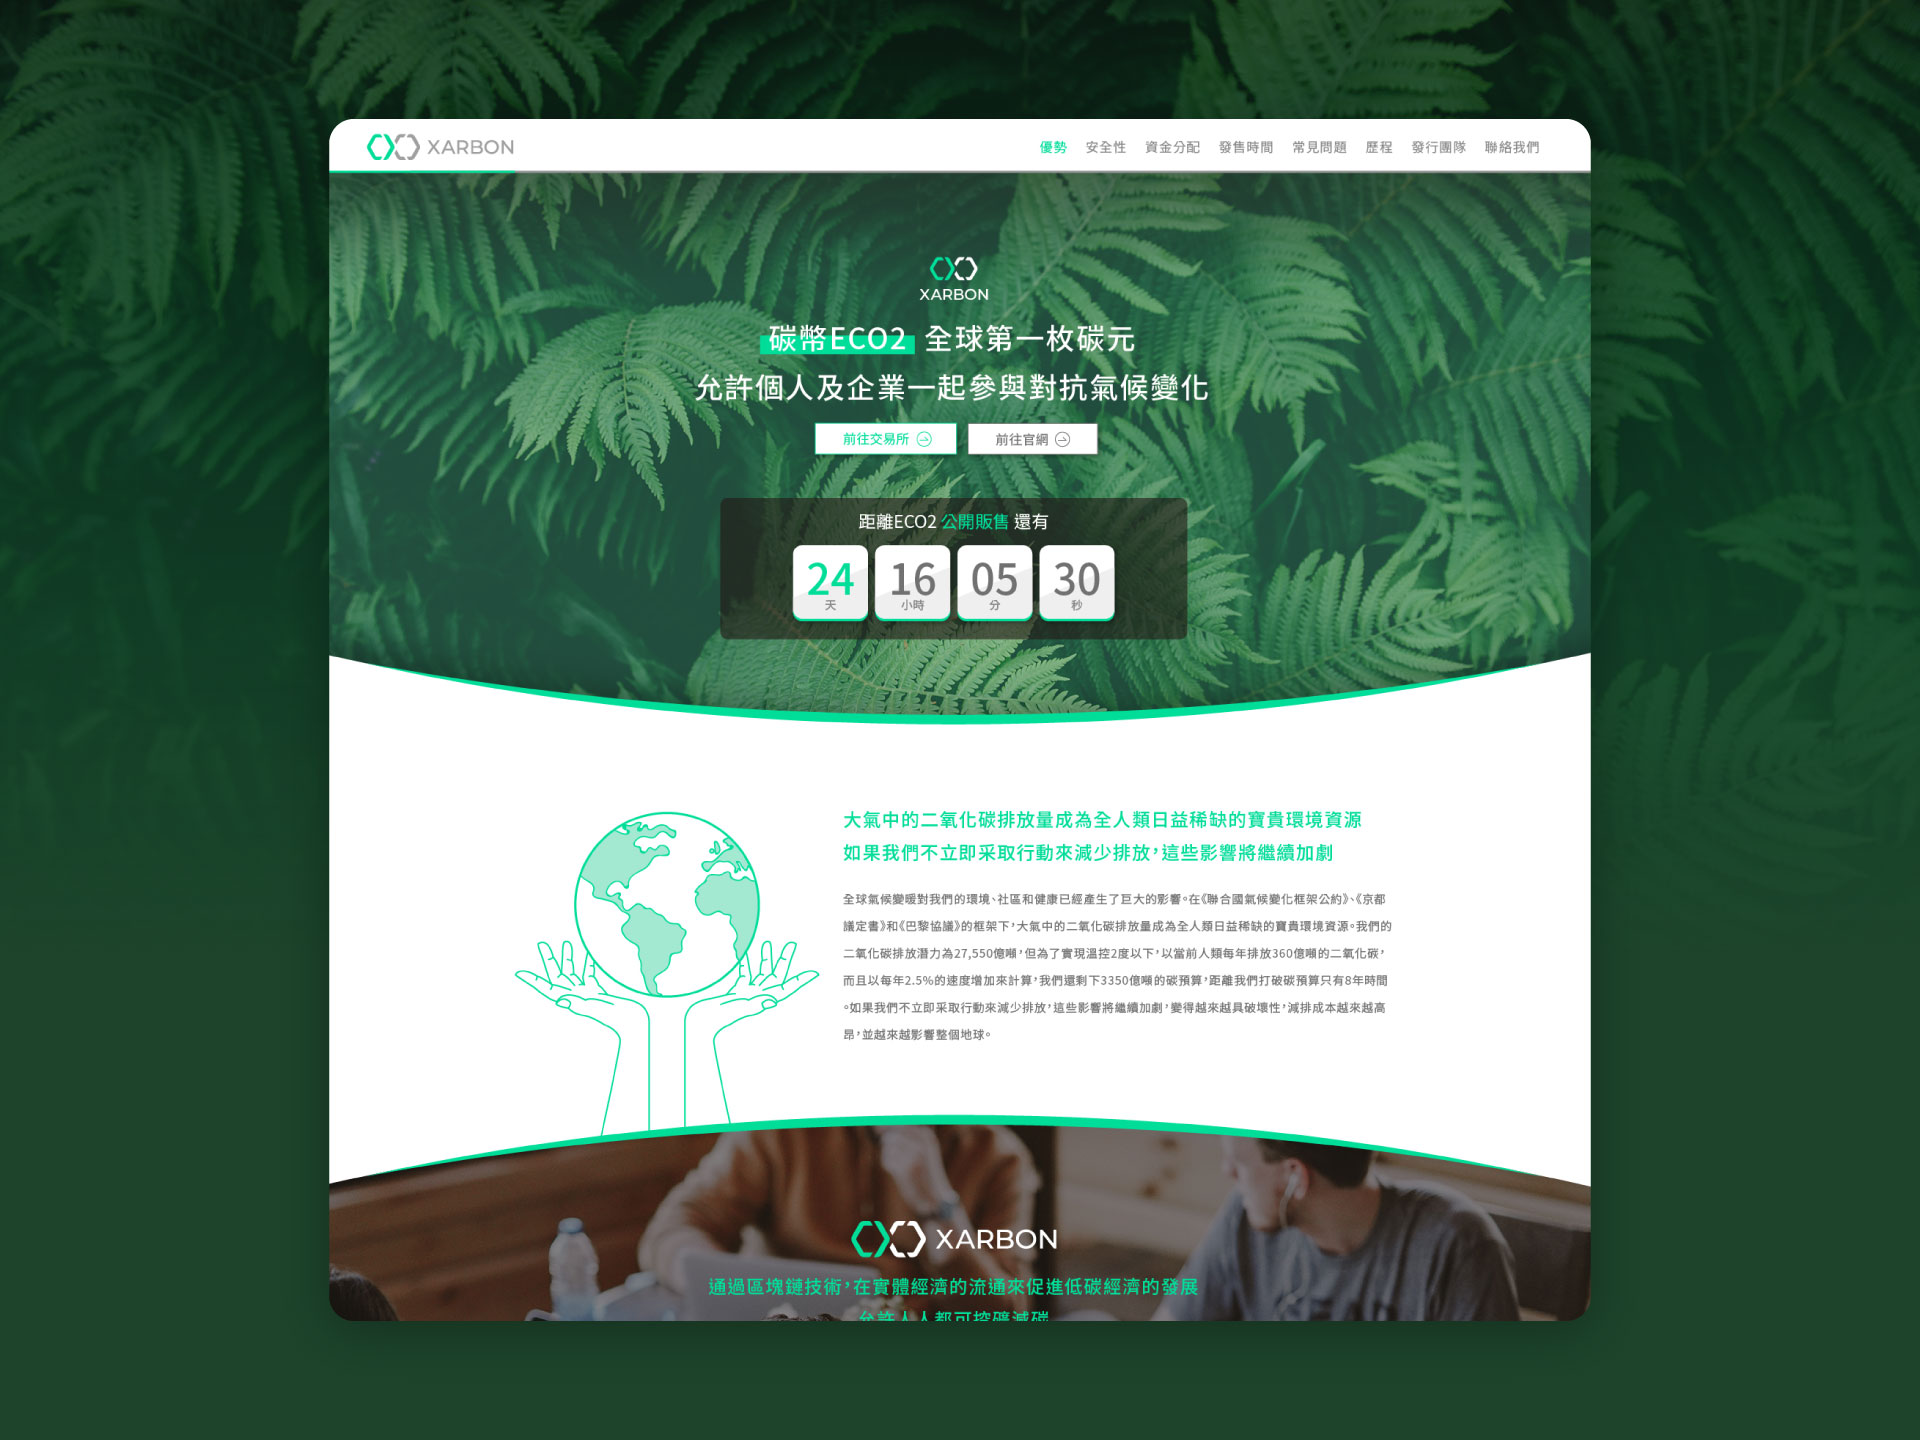 XARBON
優勢 安全性 資金分配 發售時間 常見問題 歷程 發行團隊 聯絡我們
XARBON
碳幣ECO2 全球第一枚碳元
允許個人及企業一起參與對抗氣候變化
前往交易所 前往官網
距離ECO2 公開販售 還有
24 16 05 30
天 小時 分 秒
大氣中的二氧化碳排放量成為全人類日益稀缺的寶貴環境資源
如果我們不立即采取行動來減少排放，這些影響將繼續加劇
全球氣候變暖對我們的環境、社區和健康已經產生了巨大的影響。在《聯合國氣候變化框架公約》、《京都
議定書》和《巴黎協議》的框架下，大氣中的二氧化碳排放量成為全人類日益稀缺的寶貴環境資源。我們的
二氧化碳排放潛力為27,550億噸，但為了實現溫控2度以下，以當前人類每年排放360億噸的二氧化碳，
而且以每年2.5%的速度增加來計算，我們還剩下3350億噸的碳預算，距離我們打破碳預算只有8年時間
。如果我們不立即采取行動來減少排放，這些影響將繼續加劇，變得越來越具破壞性，減排成本越來越高
昂，並越來越影響整個地球。
XARBON
通過區塊鏈技術，在實體經濟的流通來促進低碳經濟的發展
允許人人都可挖礦減碳